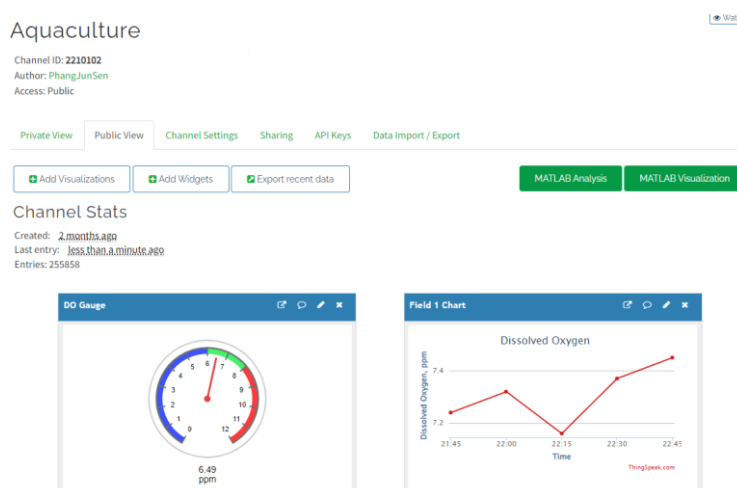 Aquaculture
Wat
Channel ID: 2210102
Author: PhangJunSen
Access: Public
Private View Public View Channel Settings Sharing API Keys Data Import / Export
Add Visualizations Add Widgets Export recent data MATLAB Analysis MATLAB Visualization
Channel Stats
Created: 2 months ago
Last entry: less than a minute ago
Entries: 255858
DO Gauge
0 1 2 3 4 5 6 7 8 9 10 11 12
6.49
ppm
Field 1 Chart
Dissolved Oxygen
Dissolved Oxygen, ppm
7.4
7.2
21:45 22:00 22:15 22:30 22:45
Time
ThingSpeak.com